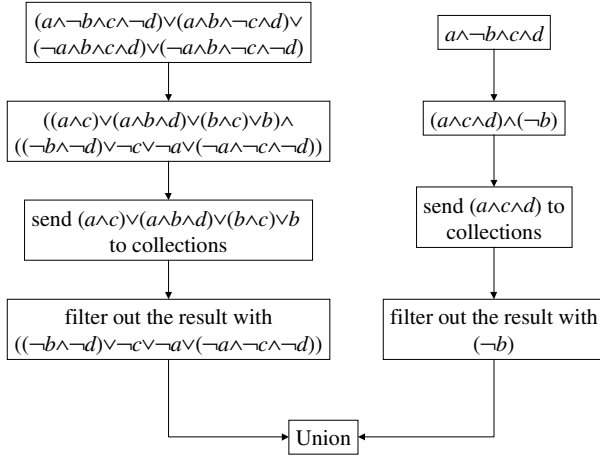 (a∧¬b∧c∧¬d)∨(a∧b∧¬c∧d)∨
(¬a∧b∧c∧d)∨(¬a∧b∧¬c∧¬d)
((a∧c)∨(a∧b∧d)∨(b∧c)∨b)∧
((¬b∧¬d)∨¬c∨¬a∨(¬a∧¬c∧¬d))
send (a∧c)∨(a∧b∧d)∨(b∧c)∨b
to collections
filter out the result with
((¬b∧¬d)∨¬c∨¬a∨(¬a∧¬c∧¬d))
a∧¬b∧c∧d
(a∧c∧d)∧(¬b)
send (a∧c∧d) to
collections
filter out the result with
(¬b)
Union